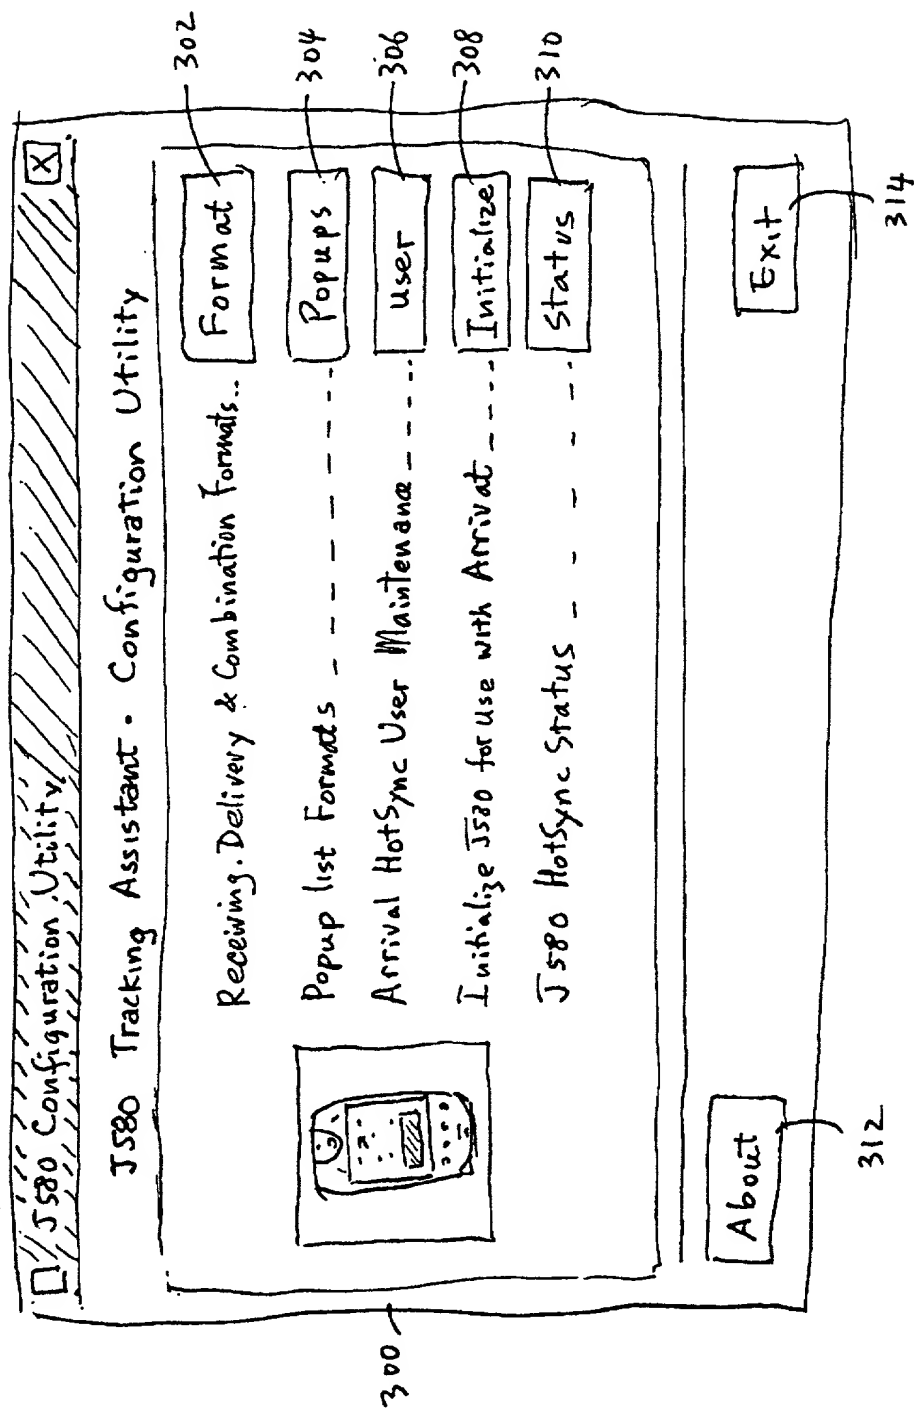 J580 Configuration Utility
X
J580 Tracking Assistant - Configuration Utility
Receiving. Delivery & Combination Formats.. Format 302
Popup list Formats - - - - - - - - - Popups 304
Arrival HotSync User Maintenance - - - - - User 306
Initialize J580 for use with Arrivat - - - - Initialize 308
J580 HotSync Status - - - - - - - Status 310
300
About Exit
312 314